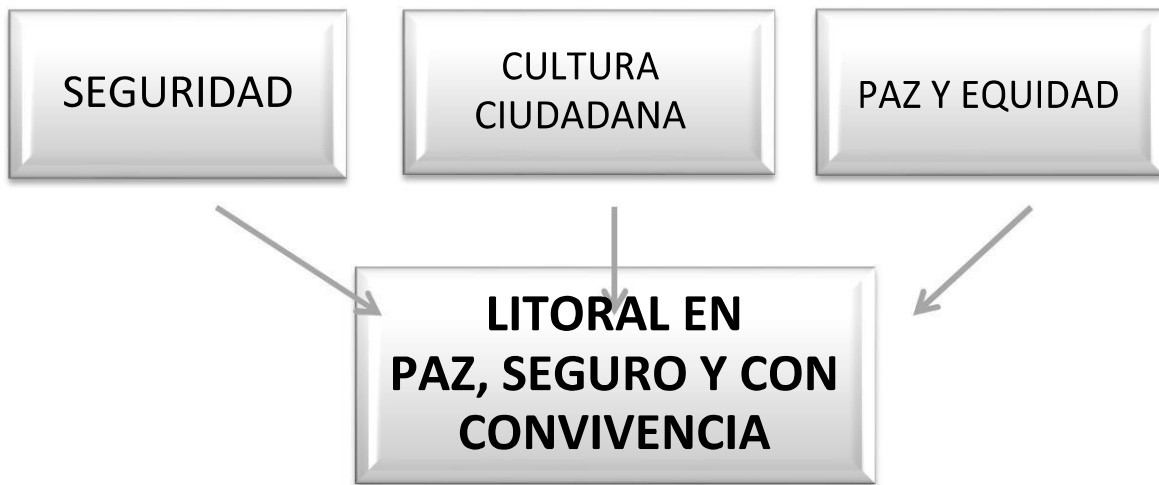 SEGURIDAD
CULTURA
CIUDADANA
PAZ Y EQUIDAD
LITORAL EN
PAZ, SEGURO Y CON
CONVIVENCIA